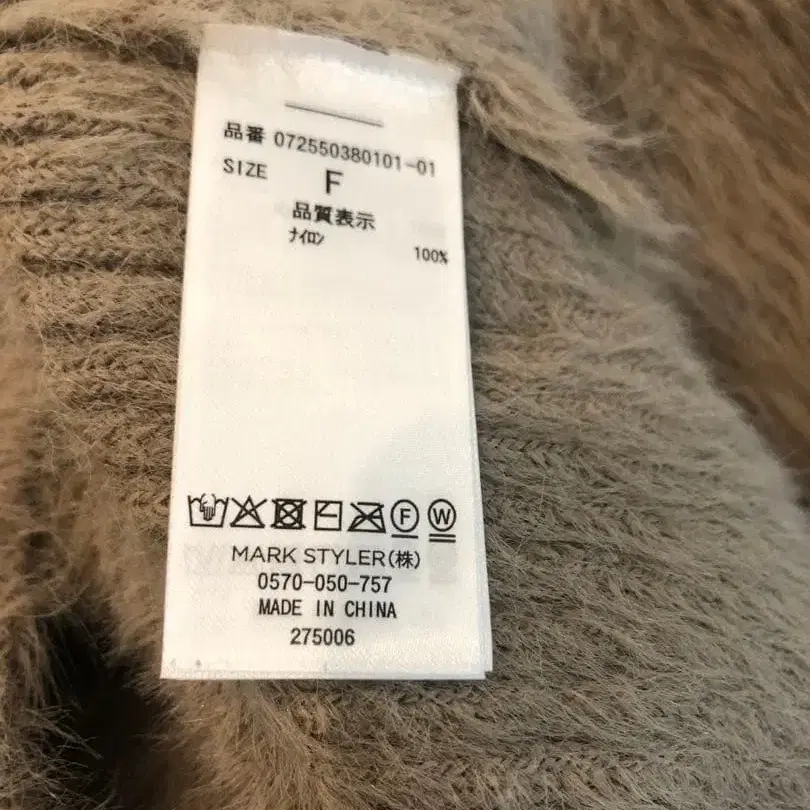 品番 072550380101-01
SIZE F
品質表示
ナイロン 100%
F W
MARK STYLER(株)
0570-050-757
MADE IN CHINA
275006